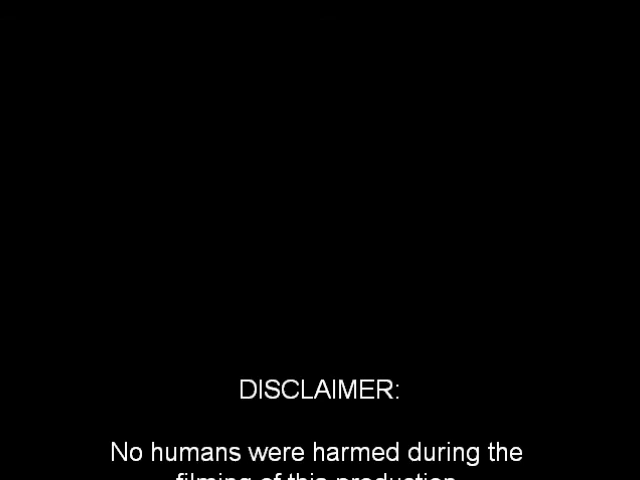 DISCLAIMER:
No humans were harmed during the
filming of this production